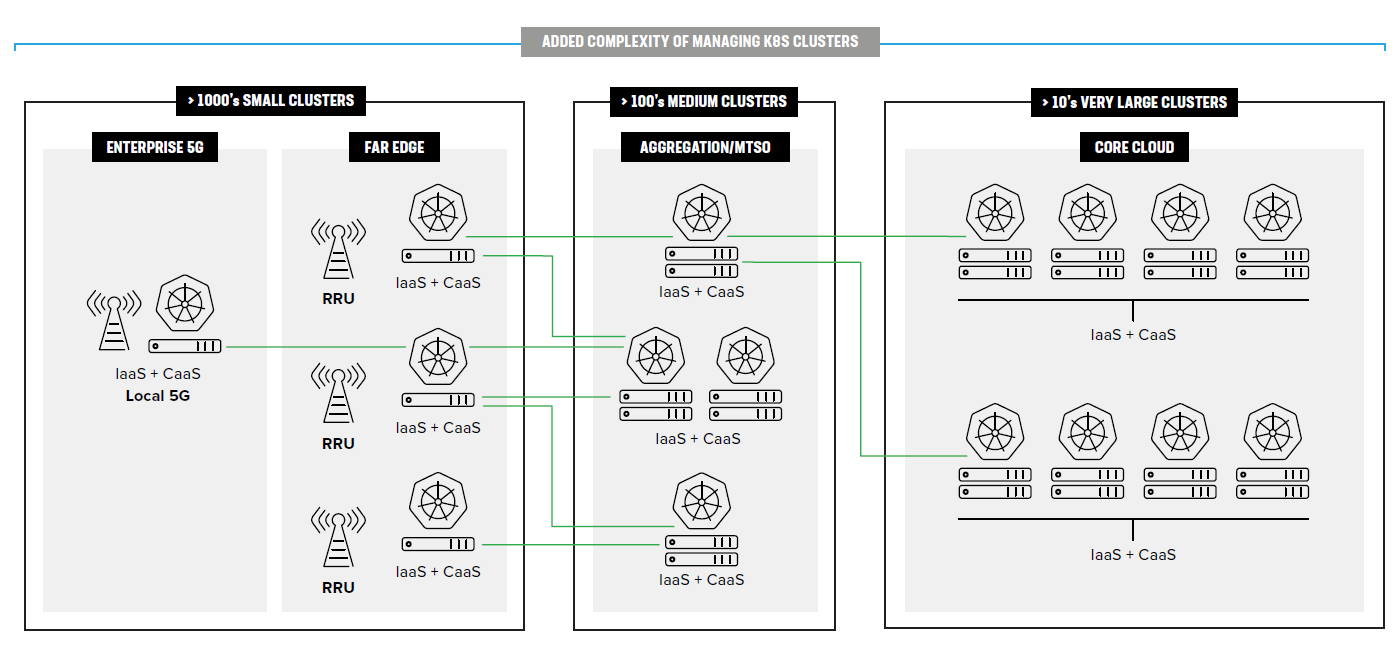 ADDED COMPLEXITY OF MANAGING K8S CLUSTERS
> 1000's SMALL CLUSTERS
ENTERPRISE 5G
IaaS + CaaS
Local 5G
FAR EDGE
RRU
IaaS + CaaS
RRU
IaaS + CaaS
RRU
IaaS + CaaS
> 100's MEDIUM CLUSTERS
AGGREGATION/MTSO
IaaS + CaaS
IaaS + CaaS
IaaS + CaaS
> 10's VERY LARGE CLUSTERS
CORE CLOUD
IaaS + CaaS
IaaS + CaaS